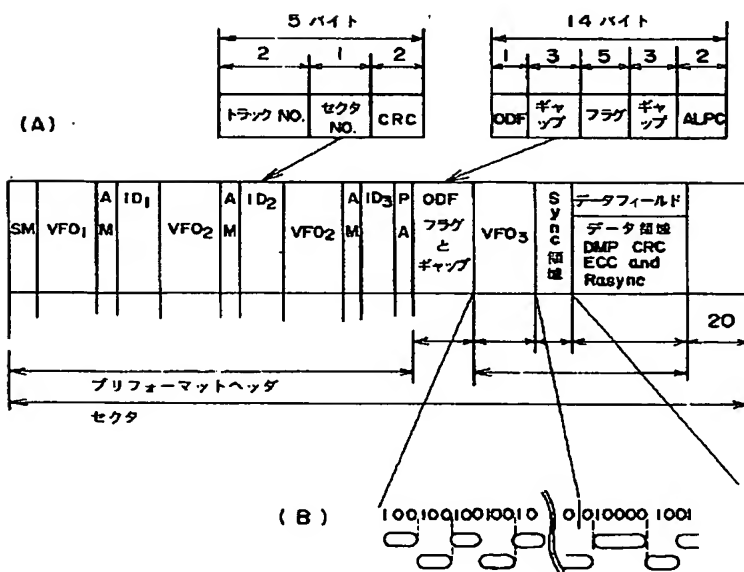 5 バイト
14 バイト
2 1 2
1 3 5 3 2
(A)
トラック NO.
セクタ NO.
CRC
ODF
ギャップ
フラグ
ギャップ
ALPC
SM
VFO1
AM
ID1
VFO2
AM
ID2
VFO2
AM
ID3
PA
ODF
フラグ
と
ギャップ
VFO3
Sync 領域
データフィールド
データ領域
DMP CRC
ECC and
Rasync
20
プリフォーマットヘッダ
セクタ
(B)
10010010010010 0010000 1001